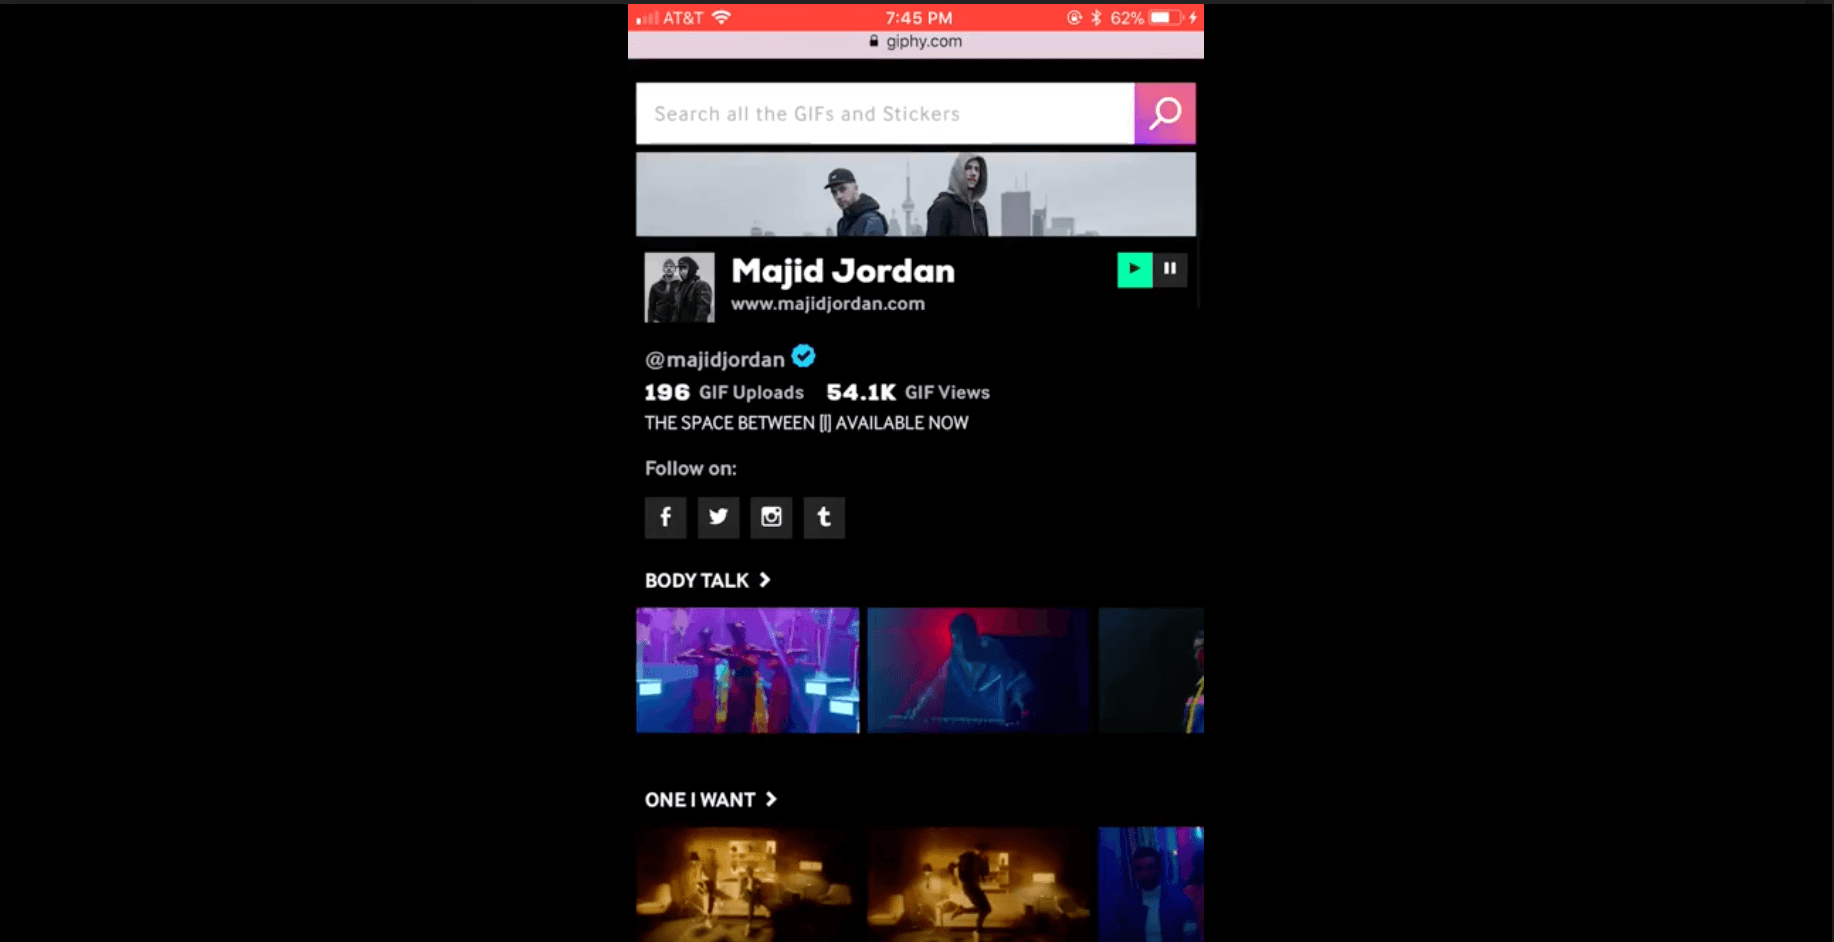 AT&T 7:45 PM 62%
giphy.com
Search all the GIFs and Stickers
Majid Jordan
www.majidjordan.com
@majidjordan
196 GIF Uploads 54.1K GIF Views
THE SPACE BETWEEN [|] AVAILABLE NOW
Follow on:
f t
BODY TALK >
ONE I WANT >